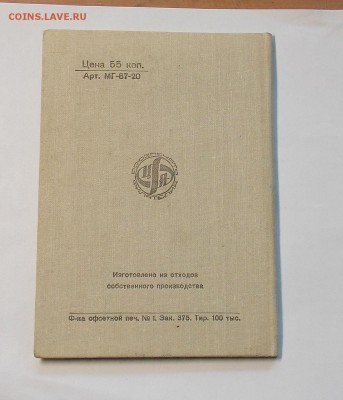 COINS.LAVE.RU
Цена 55 коп.
Арт. МГ-87-20
Изготовлено из отходов
собственного производства
Ф-ка офсетной печ. № 1. Зак. 375. Тир. 100 тыс.